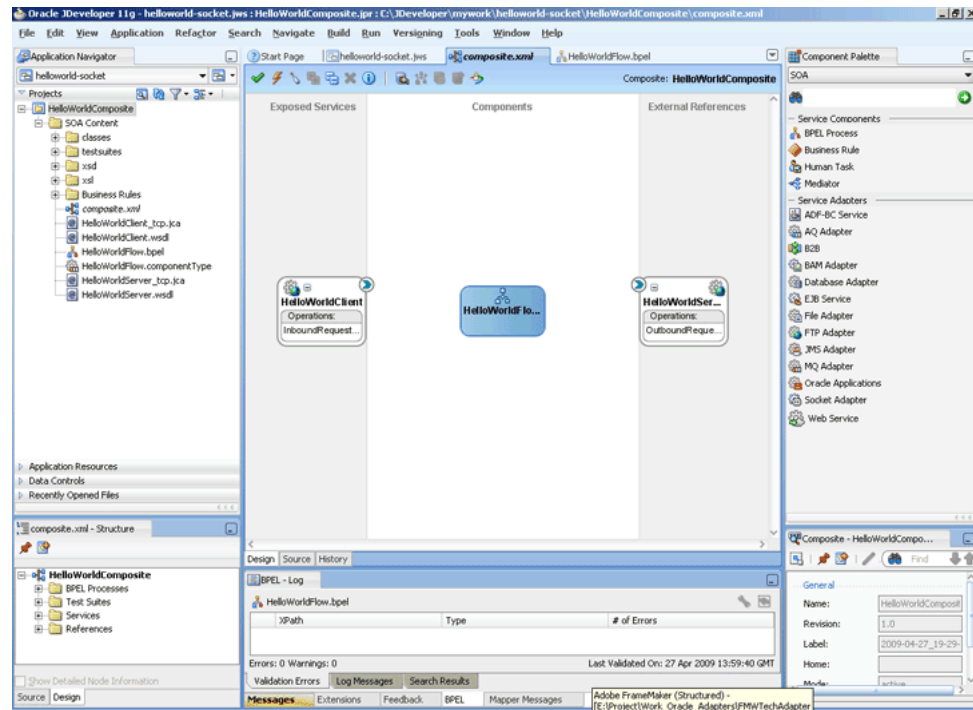 Oracle JDeveloper 11g - helloworld-socket.jws : HelloWorldComposite.jpr : C:\JDeveloper\mywork\helloworld-socket\HelloWorldComposite\composite.xml
File Edit View Application Refactor Search Navigate Build Run Versioning Tools Window Help
Application Navigator
helloworld-socket
Projects
HelloWorldComposite
SOA Content
classes
testsuites
xsd
xsl
Business Rules
composite.xml
HelloWorldClient_tcp.jca
HelloWorldClient.wsdl
HelloWorldFlow.bpel
HelloWorldFlow.componentType
HelloWorldServer_tcp.jca
HelloWorldServer.wsdl
Application Resources
Data Controls
Recently Opened Files
composite.xml - Structure
HelloWorldComposite
BPEL Processes
Test Suites
Services
References
Show Detailed Node Information
Source Design
Start Page helloworld-socket.jws composite.xml HelloWorldFlow.bpel
Composite: HelloWorldComposite
Exposed Services Components External References
HelloWorldClient
Operations:
InboundRequest...
HelloWorldFlo...
HelloWorldSer...
Operations:
OutboundReque...
Design Source History
BPEL - Log
HelloWorldFlow.bpel
XPath Type # of Errors
Errors: 0 Warnings: 0 Last Validated On: 27 Apr 2009 13:59:40 GMT
Validation Errors Log Messages Search Results
Messages Extensions Feedback BPEL Mapper Messages
Component Palette
SOA
Service Components
BPEL Process
Business Rule
Human Task
Mediator
Service Adapters
ADF-BC Service
AQ Adapter
B2B
BAM Adapter
Database Adapter
EJB Service
File Adapter
FTP Adapter
JMS Adapter
MQ Adapter
Oracle Applications
Socket Adapter
Web Service
Composite - HelloWorldCompo...
Find
General
Name: HelloWorldComposit
Revision: 1.0
Label: 2009-04-27_19-29-
Home:
Mode: active
Adobe FrameMaker (Structured) -
[E:\Project\Work_Oracle_Adapters\FMWTechAdapter